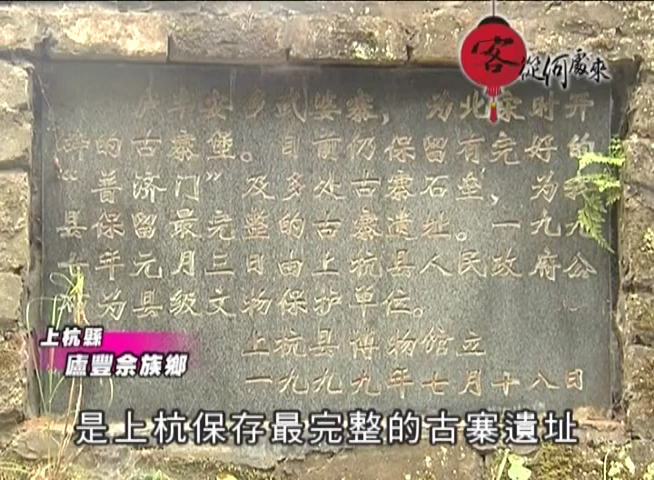 客從何處來
安乡武婆寨，为北宋时开
辟的古寨堡。目前仍保留有完好的
“普济门”及多处古寨石垒，为我
县保留最完整的古寨遗址。一九九
一年元月三日由上杭县人民政府公
布为县级文物保护单位。
上杭县博物馆立
一九九九年七月十八日
上杭縣
廬豐佘族鄉
是上杭保存最完整的古寨遺址